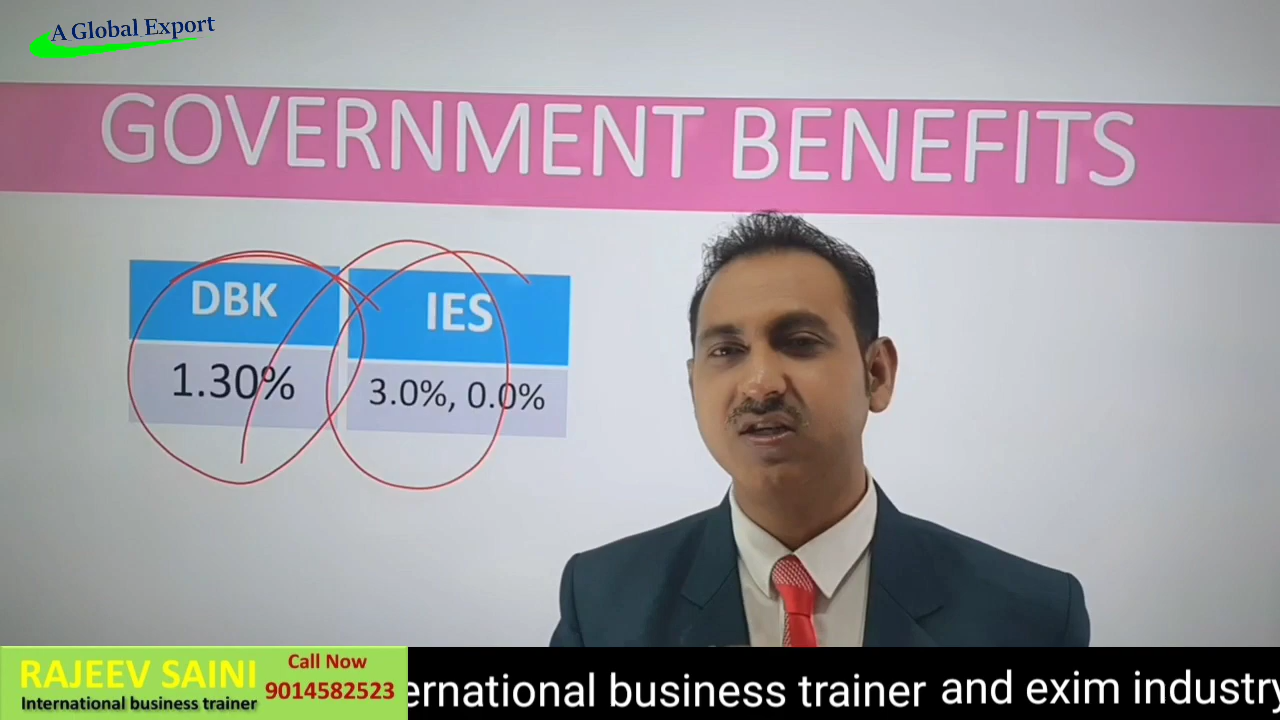 A Global Export
GOVERNMENT BENEFITS
DBK IES
1.30% 3.0%, 0.0%
RAJEEV SAINI
International business trainer
Call Now
9014582523
ernational business trainer and exim industry